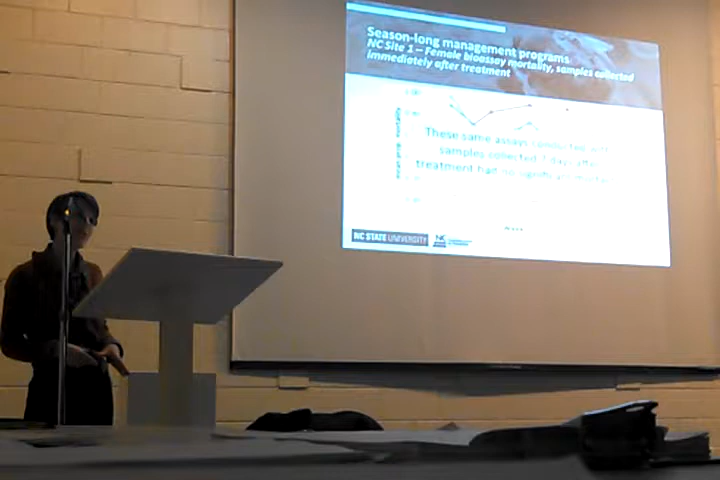 Season-long management programs
NC Site 1 – Female bioassay mortality, samples collected
immediately after treatment
These same assays conducted with
samples collected 7 days after
treatment had no significant
NC STATE UNIVERSITY
NC